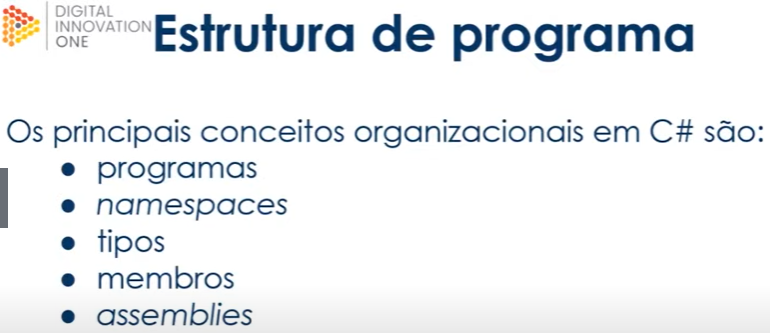 DIGITAL
INNOVATION
ONE
Estrutura de programa
Os principais conceitos organizacionais em C# são:
● programas
● namespaces
● tipos
● membros
● assemblies